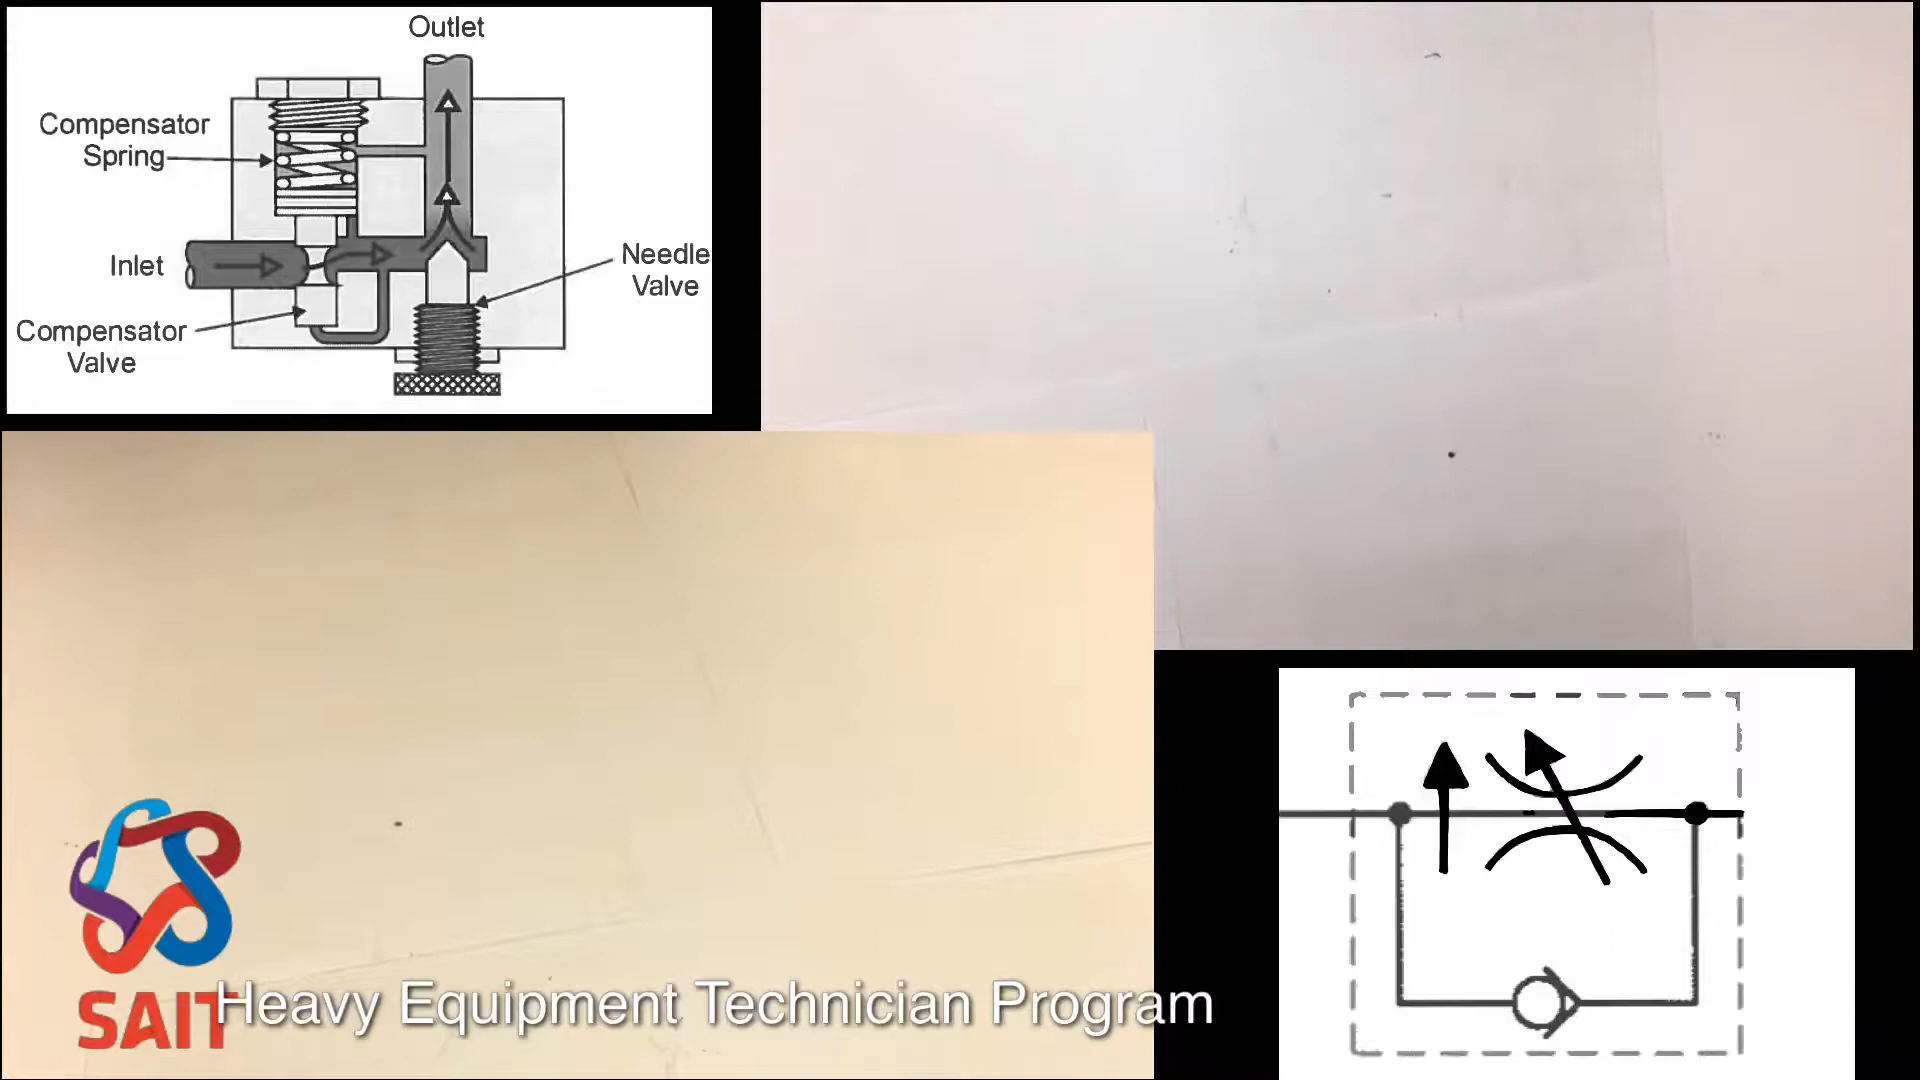 Outlet
Compensator
Spring
Inlet
Needle
Valve
Compensator
Valve
SAIT
Heavy Equipment Technician Program